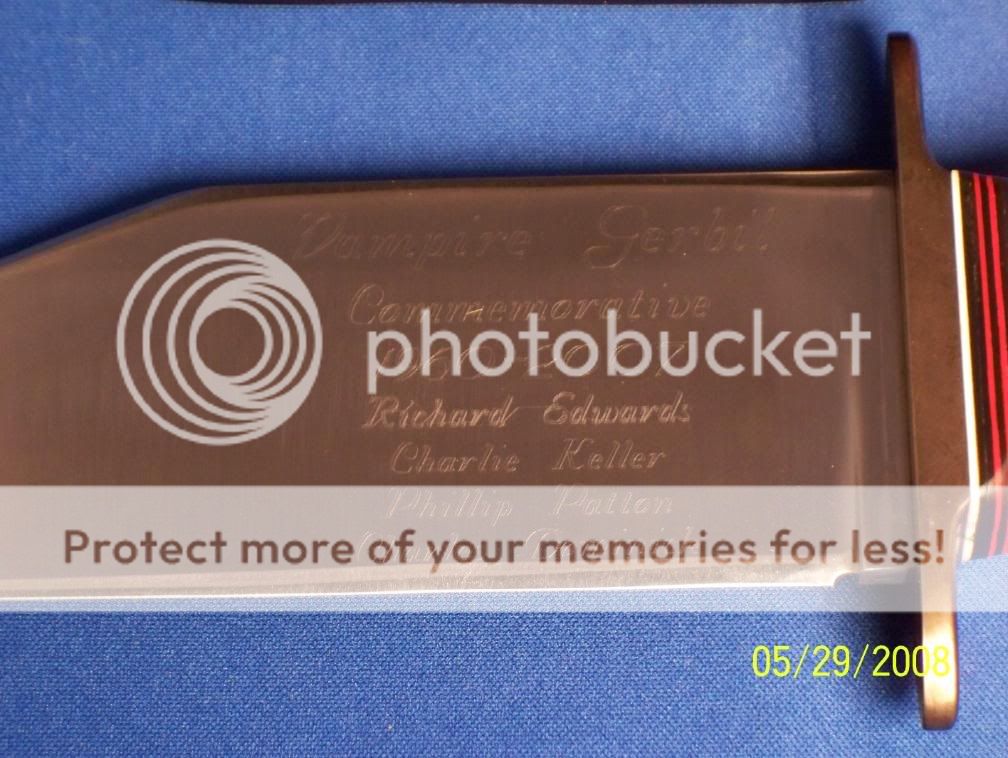 Vampire Gerbil
Commemorative
photobucket
Richard Edwards
Charlie Keller
Phillip Patton
Protect more of your memories for less!
05/29/2008